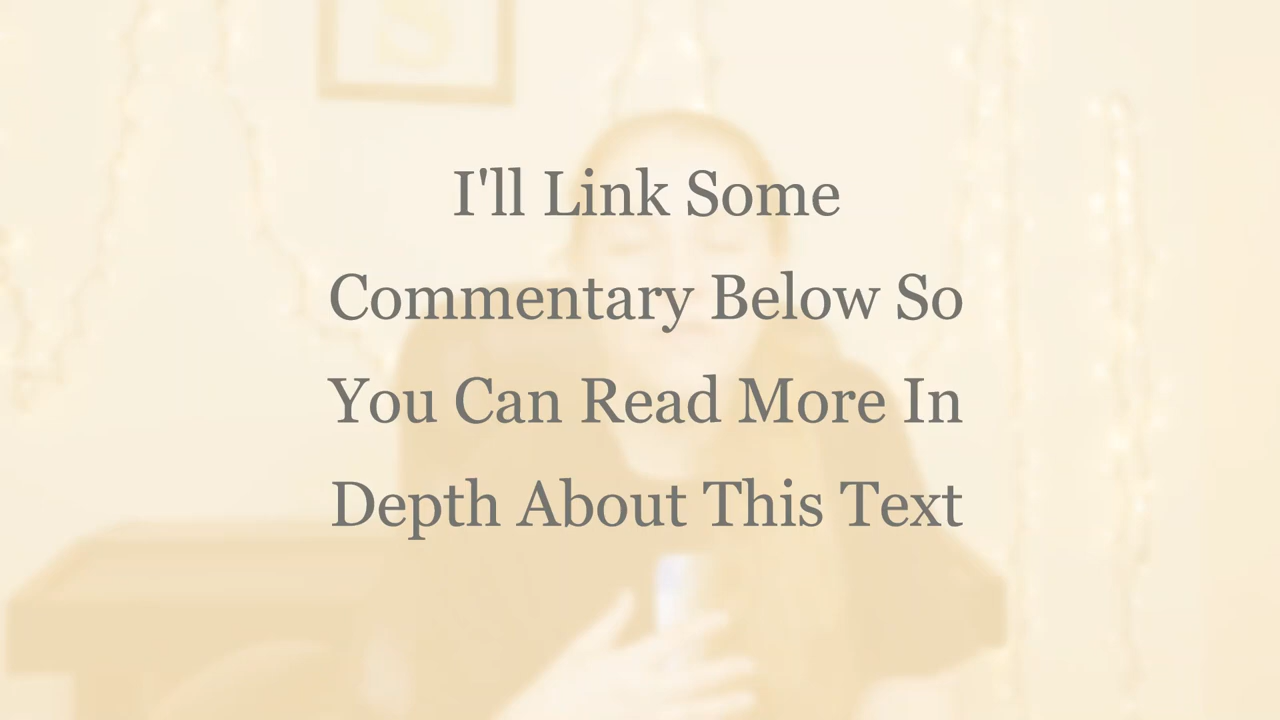 I'll Link Some
Commentary Below So
You Can Read More In
Depth About This Text